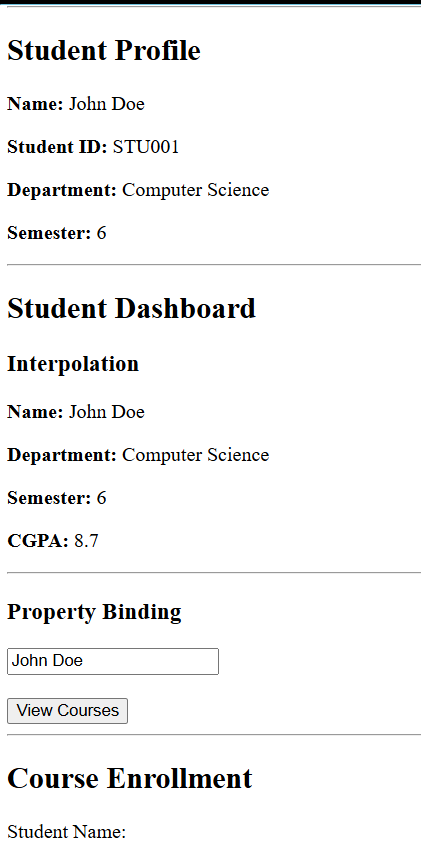 Student Profile
Name: John Doe
Student ID: STU001
Department: Computer Science
Semester: 6
Student Dashboard
Interpolation
Name: John Doe
Department: Computer Science
Semester: 6
CGPA: 8.7
Property Binding
John Doe
View Courses
Course Enrollment
Student Name: